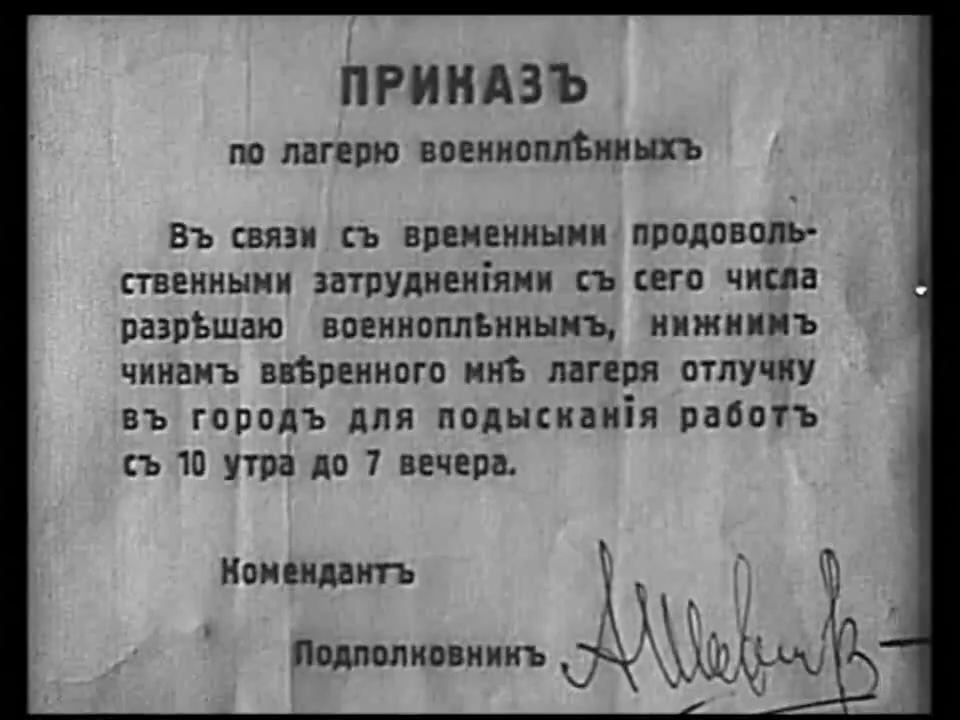 ПРИКАЗЪ
по лагерю военноплѣнныхъ
Въ связи съ временными продоволь-
ственными затрудненіями съ сего числа
разрѣшаю военноплѣннымъ, нижнимъ
чинамъ ввѣренного мнѣ лагеря отлучку
въ городъ для подысканія работъ
съ 10 утра до 7 вечера.
Комендантъ
Подполковникъ